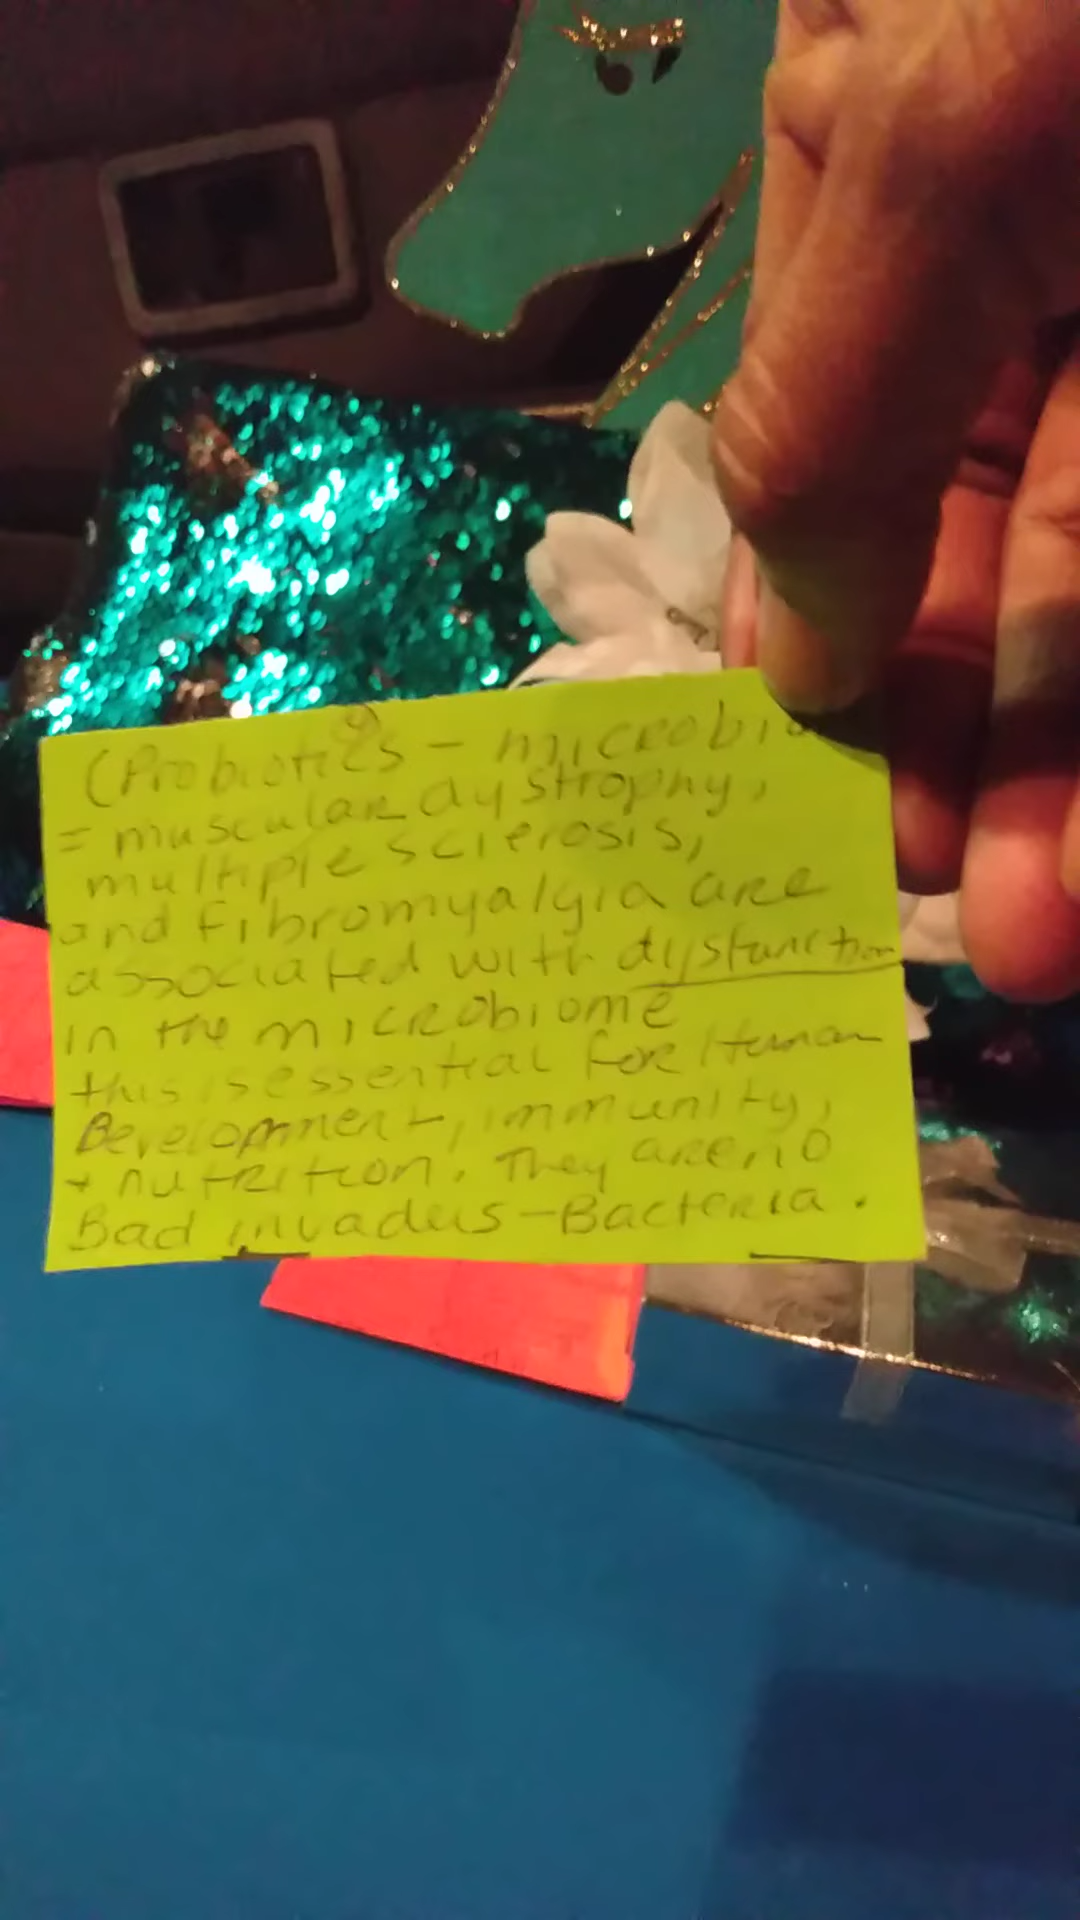 (Probiotics - microbia
= muscular dystrophy,
multiple sclerosis,
and fibromyalgia are
associated with dysfunction
in the microbiome
this is essential for Human
Development, immunity,
+ nutrition. They are no
Bad invaders - Bacteria.